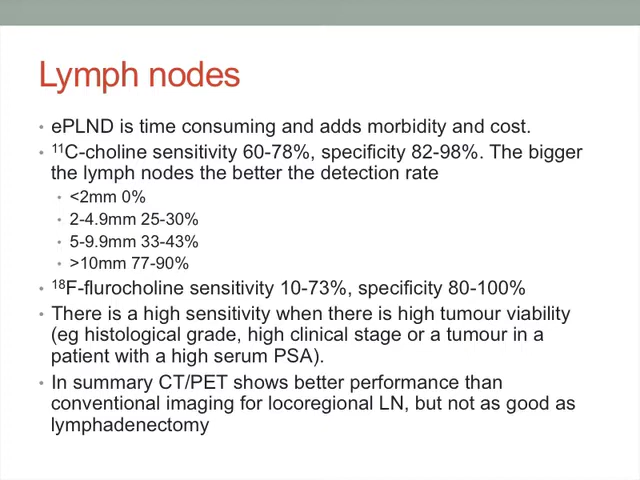 Lymph nodes
• ePLND is time consuming and adds morbidity and cost.
• ¹¹C-choline sensitivity 60-78%, specificity 82-98%. The bigger
the lymph nodes the better the detection rate
• <2mm 0%
• 2-4.9mm 25-30%
• 5-9.9mm 33-43%
• >10mm 77-90%
• ¹⁸F-flurocholine sensitivity 10-73%, specificity 80-100%
• There is a high sensitivity when there is high tumour viability
(eg histological grade, high clinical stage or a tumour in a
patient with a high serum PSA).
• In summary CT/PET shows better performance than
conventional imaging for locoregional LN, but not as good as
lymphadenectomy